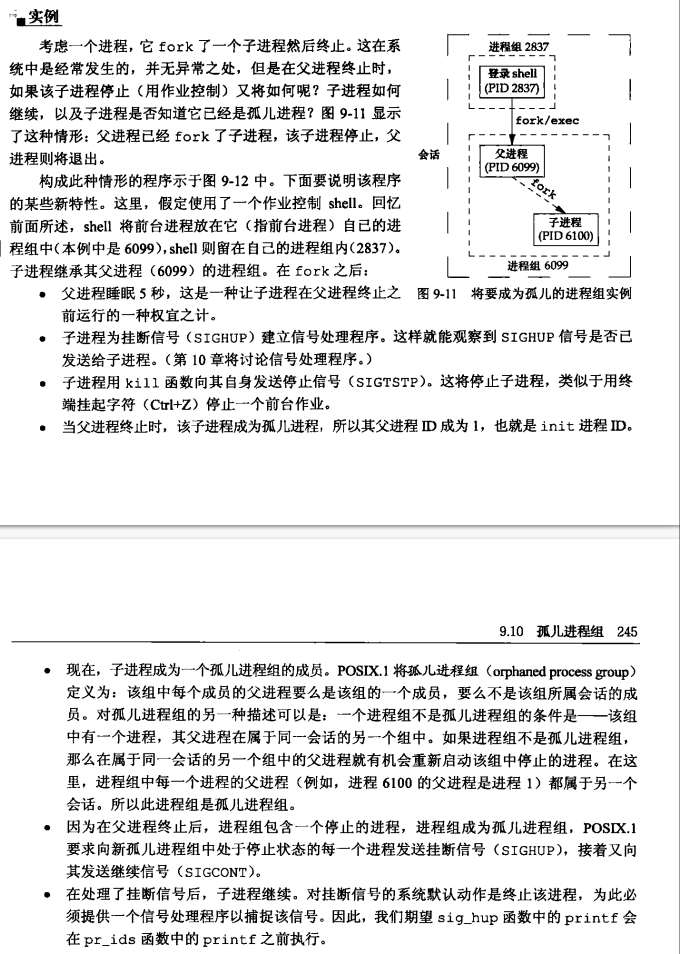 实例
考虑一个进程，它 fork 了一个子进程然后终止。这在系
统中是经常发生的，并无异常之处，但是在父进程终止时，
如果该子进程停止（用作业控制）又将如何呢？子进程如何
继续，以及子进程是否知道它已经是孤儿进程？图 9-11 显示
了这种情形：父进程已经 fork 了子进程，该子进程停止，父
进程则将退出。
构成此种情形的程序示于图 9-12 中。下面要说明该程序
的某些新特性。这里，假定使用了一个作业控制 shell。回忆
前面所述，shell 将前台进程放在它（指前台进程）自己的进
程组中（本例中是 6099），shell 则留在自己的进程组内（2837）。
子进程继承其父进程（6099）的进程组。在 fork 之后：
进程组 2837
登录 shell
(PID 2837)
fork/exec
会话
父进程
(PID 6099)
fork
子进程
(PID 6100)
进程组 6099
图 9-11 将要成为孤儿的进程组实例
• 父进程睡眠 5 秒，这是一种让子进程在父进程终止之
前运行的一种权宜之计。
• 子进程为挂断信号（SIGHUP）建立信号处理程序。这样就能观察到 SIGHUP 信号是否已
发送给子进程。（第 10 章将讨论信号处理程序。）
• 子进程用 kill 函数向其自身发送停止信号（SIGTSTP）。这将停止子进程，类似于用终
端挂起字符（Ctrl+Z）停止一个前台作业。
• 当父进程终止时，该子进程成为孤儿进程，所以其父进程 ID 成为 1，也就是 init 进程 ID。
9.10 孤儿进程组 245
• 现在，子进程成为一个孤儿进程组的成员。POSIX.1 将孤儿进程组（orphaned process group）
定义为：该组中每个成员的父进程要么是该组的一个成员，要么不是该组所属会话的成
员。对孤儿进程组的另一种描述可以是：一个进程组不是孤儿进程组的条件是——该组
中有一个进程，其父进程在属于同一会话的另一个组中。如果进程组不是孤儿进程组，
那么在属于同一会话的另一个组中的父进程就有机会重新启动该组中停止的进程。在这
里，进程组中每一个进程的父进程（例如，进程 6100 的父进程是进程 1）都属于另一个
会话。所以此进程组是孤儿进程组。
• 因为在父进程终止后，进程组包含一个停止的进程，进程组成为孤儿进程组，POSIX.1
要求向新孤儿进程组中处于停止状态的每一个进程发送挂断信号（SIGHUP），接着又向
其发送继续信号（SIGCONT）。
• 在处理了挂断信号后，子进程继续。对挂断信号的系统默认动作是终止该进程，为此必
须提供一个信号处理程序以捕捉该信号。因此，我们期望 sig_hup 函数中的 printf 会
在 pr_ids 函数中的 printf 之前执行。